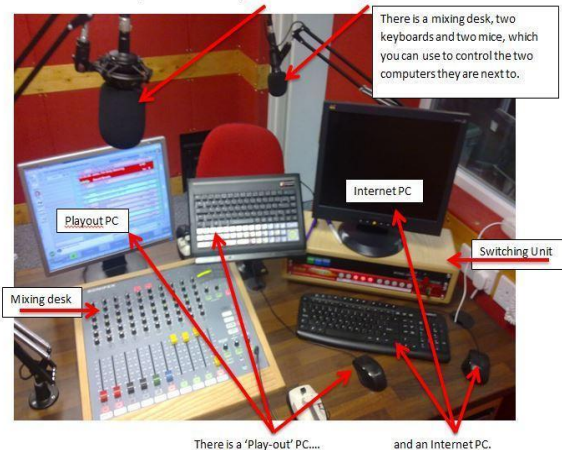 There is a mixing desk, two
keyboards and two mice, which
you can use to control the two
computers they are next to.
Internet PC
Playout PC
Switching Unit
Mixing desk
There is a 'Play-out' PC....
and an Internet PC.